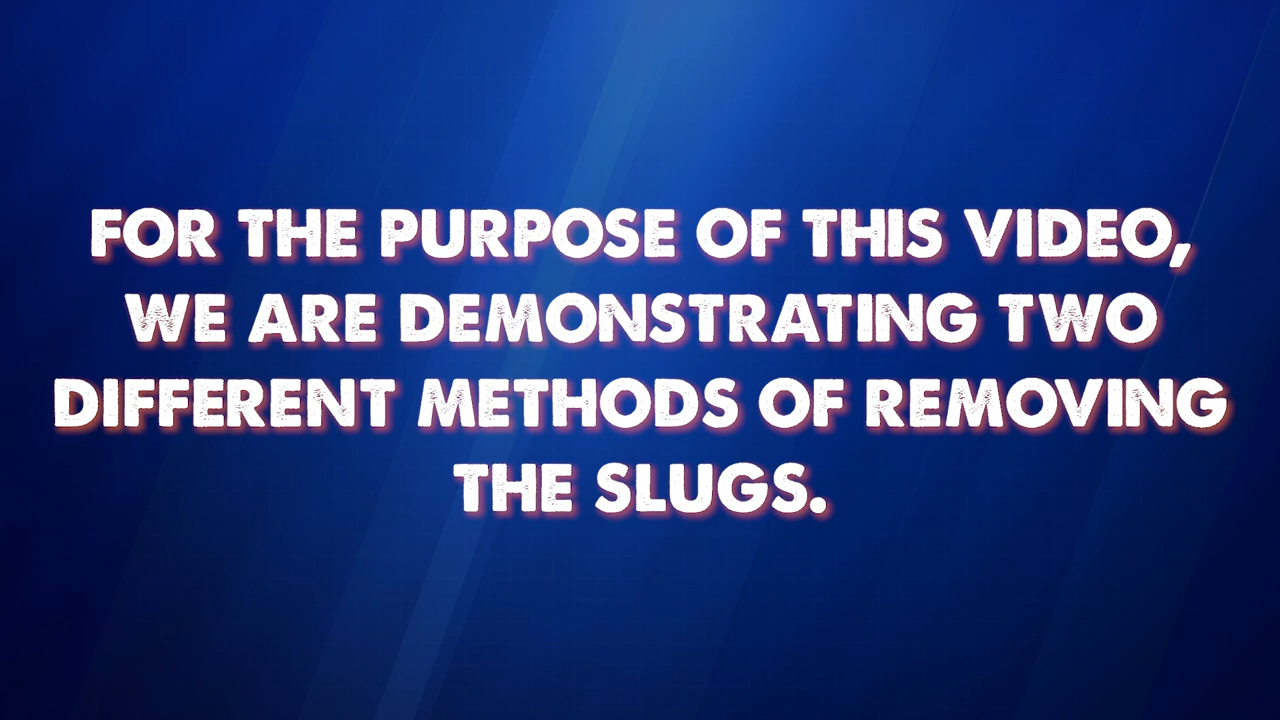 FOR THE PURPOSE OF THIS VIDEO,
WE ARE DEMONSTRATING TWO
DIFFERENT METHODS OF REMOVING
THE SLUGS.